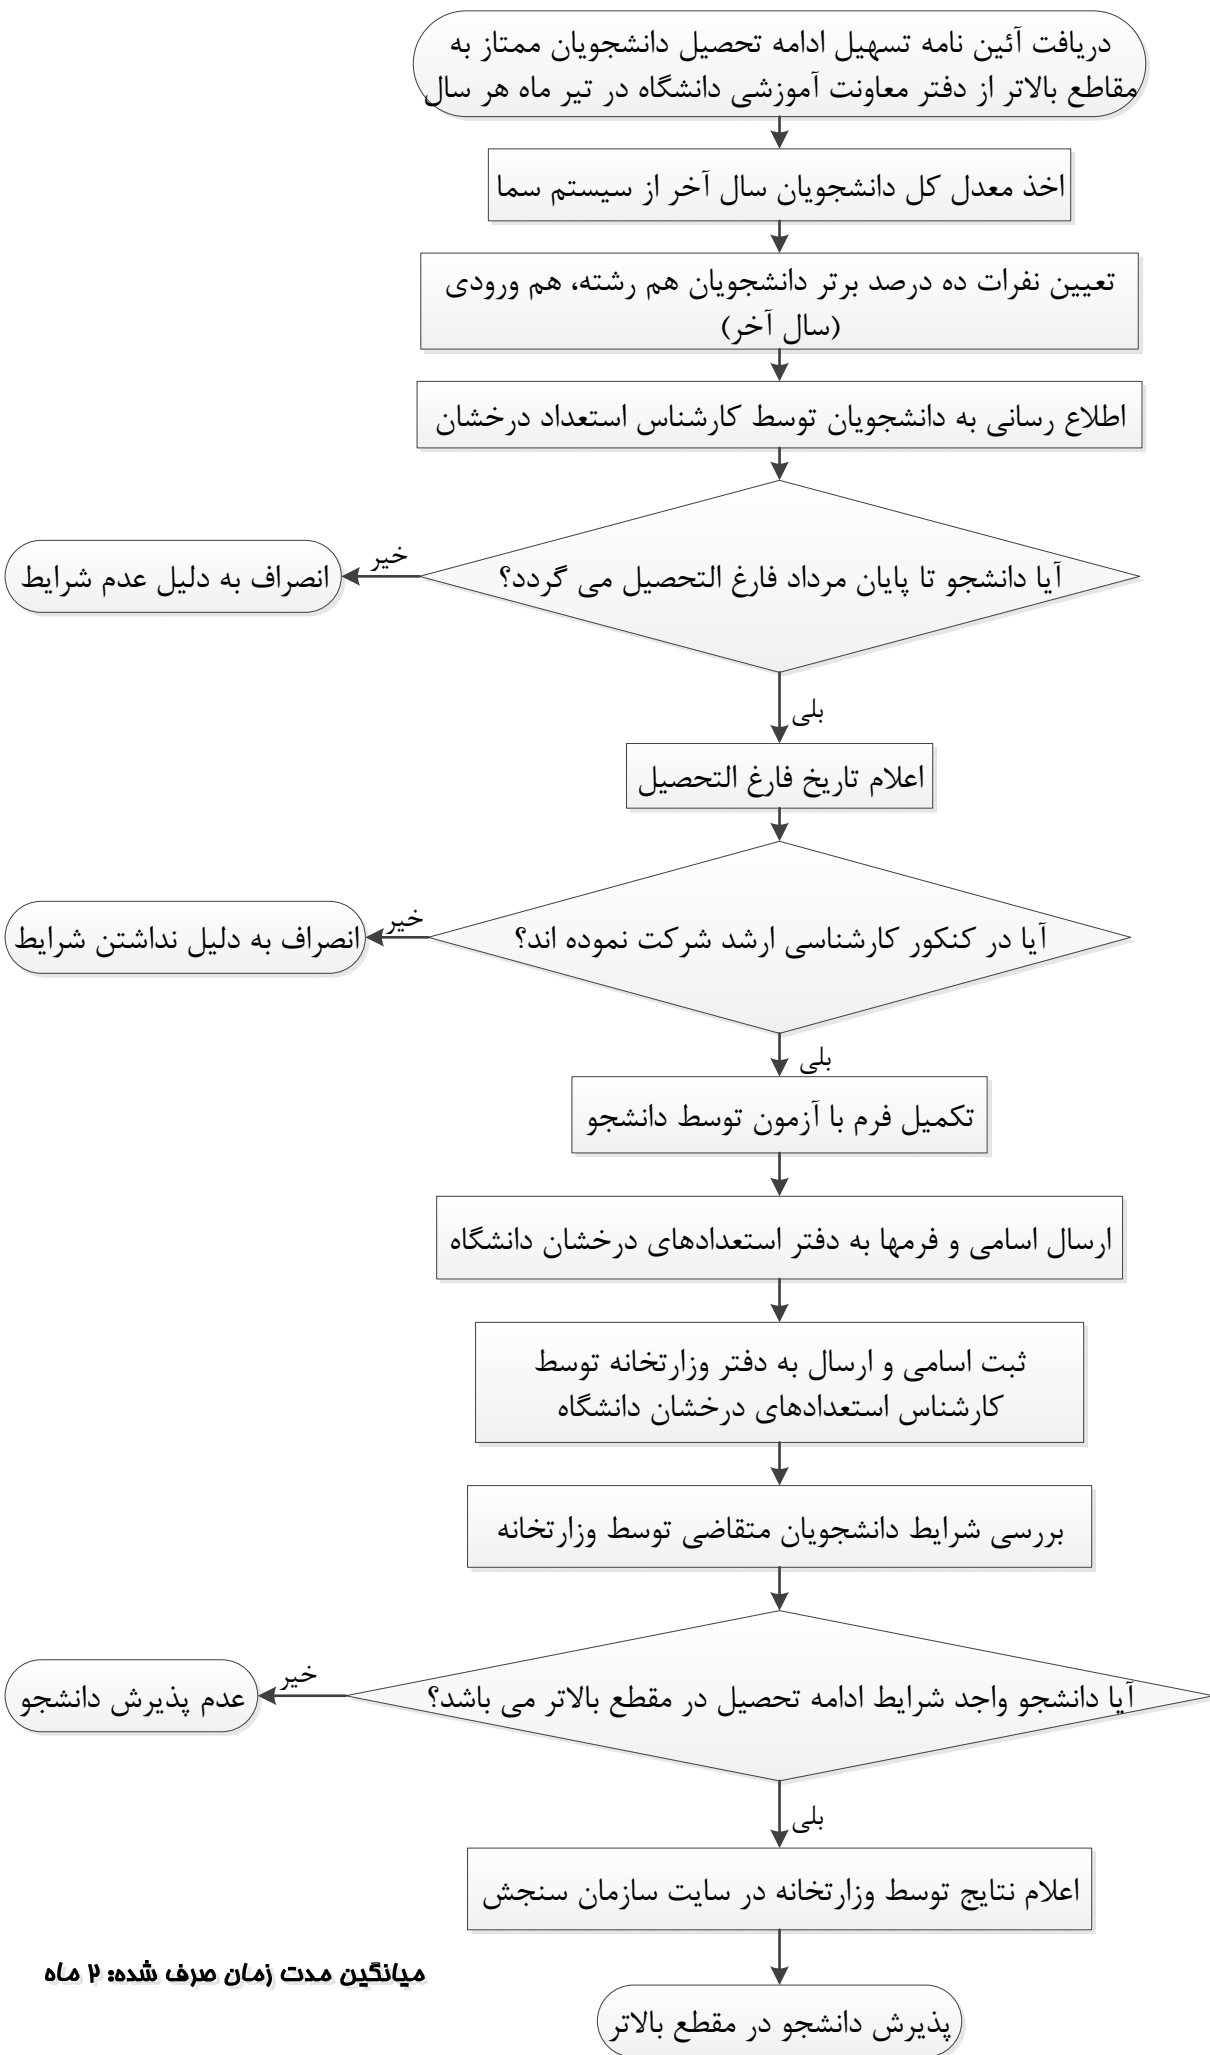 دریافت آئین نامه تسهیل ادامه تحصیل دانشجویان ممتاز به
مقاطع بالاتر از دفتر معاونت آموزشی دانشگاه در تیر ماه هر سال
اخذ معدل کل دانشجویان سال آخر از سیستم سما
تعیین نفرات ده درصد برتر دانشجویان هم رشته، هم ورودی
(سال آخر)
اطلاع رسانی به دانشجویان توسط کارشناس استعداد درخشان
آیا دانشجو تا پایان مرداد فارغ التحصیل می گردد؟
خیر
انصراف به دلیل عدم شرایط
بلی
اعلام تاریخ فارغ التحصیل
آیا در کنکور کارشناسی ارشد شرکت نموده اند؟
خیر
انصراف به دلیل نداشتن شرایط
بلی
تکمیل فرم با آزمون توسط دانشجو
ارسال اسامی و فرمها به دفتر استعدادهای درخشان دانشگاه
ثبت اسامی و ارسال به دفتر وزارتخانه توسط
کارشناس استعدادهای درخشان دانشگاه
بررسی شرایط دانشجویان متقاضی توسط وزارتخانه
آیا دانشجو واجد شرایط ادامه تحصیل در مقطع بالاتر می باشد؟
خیر
عدم پذیرش دانشجو
بلی
اعلام نتایج توسط وزارتخانه در سایت سازمان سنجش
میانگین مدت زمان صرف شده: ۲ ماه
پذیرش دانشجو در مقطع بالاتر